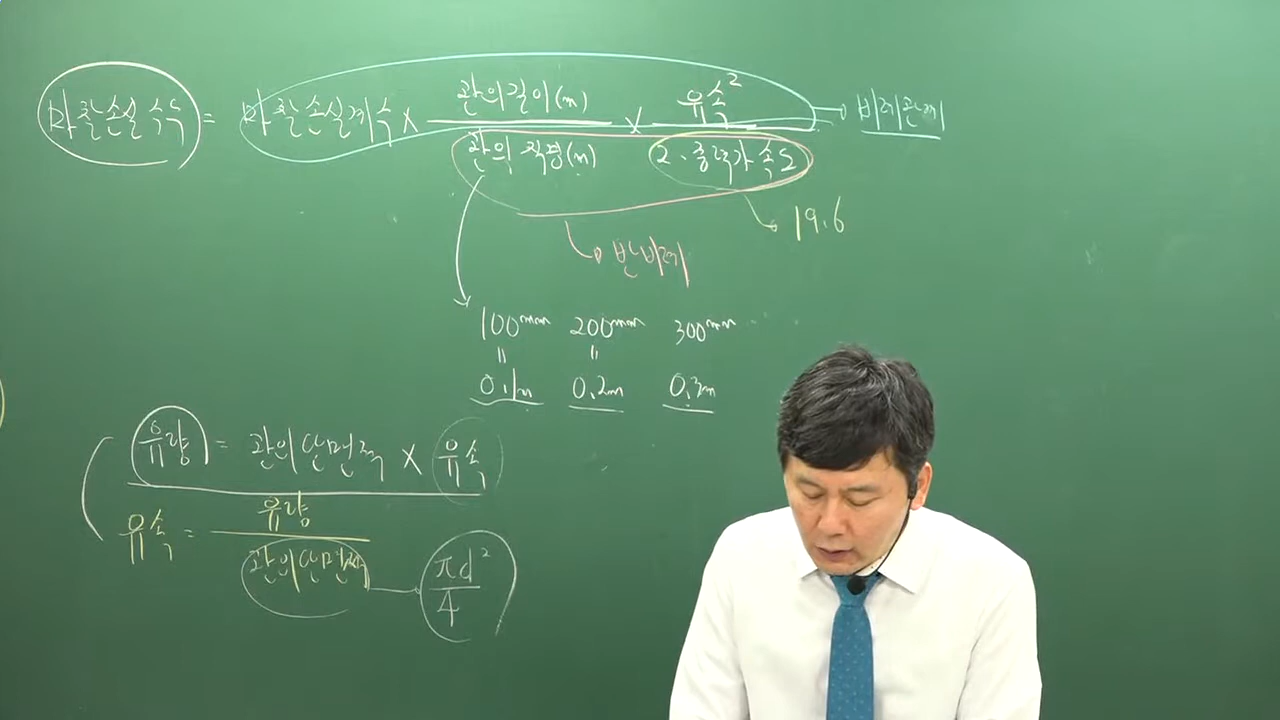 마찰손실 수두 = 마찰손실계수 × 관의길이(m) / 관의 직경(m) × 유속² / 2·중력가속도 → 비례관계
→ 19.6
→ 반비례
100mm 200mm 300mm
〃 〃
0.1m 0.2m 0.3m
유량 = 관의단면적 × 유속
유속 = 유량 / 관의단면적 πd² / 4